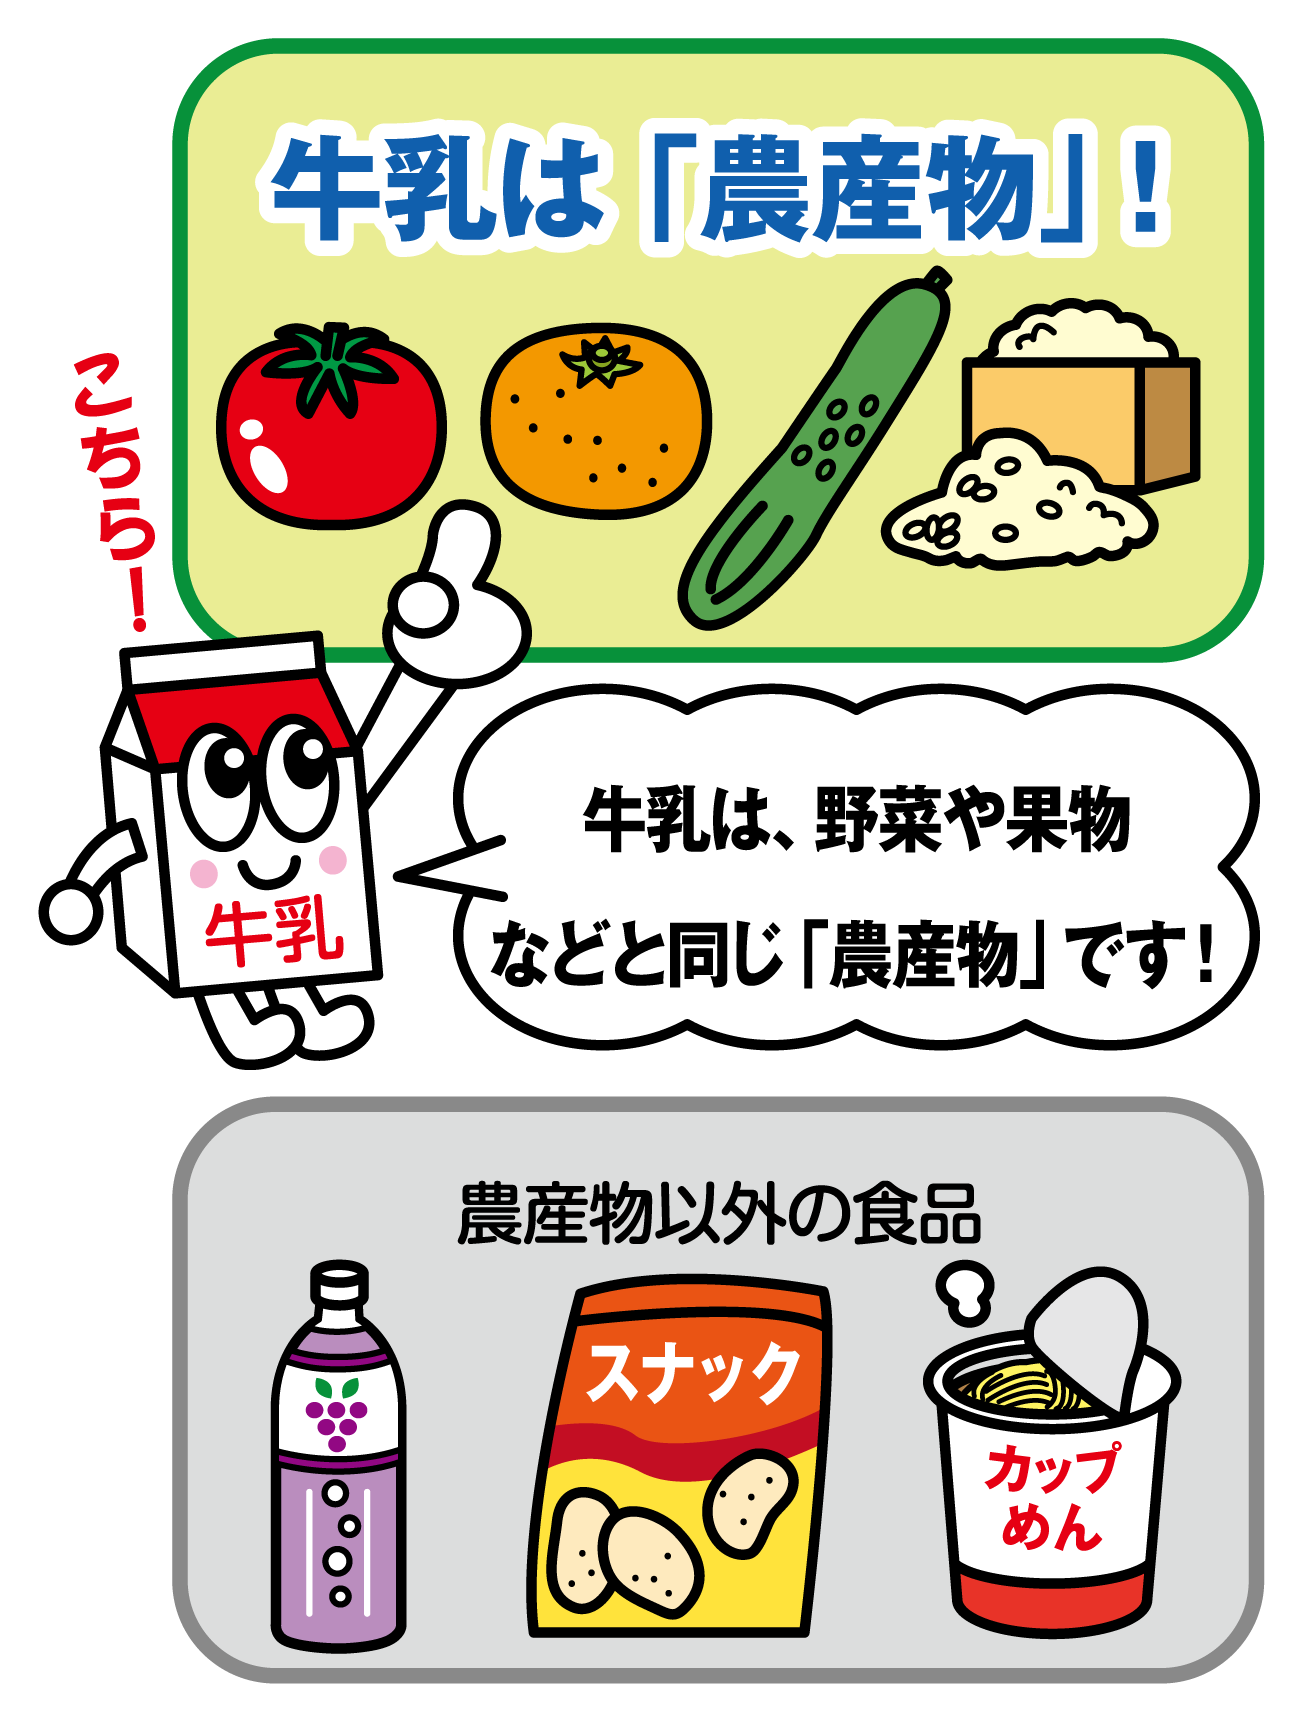 牛乳は「農産物」!
こちら!
牛乳
牛乳は、野菜や果物
などと同じ「農産物」です!
農産物以外の食品
スナック
カップ
めん